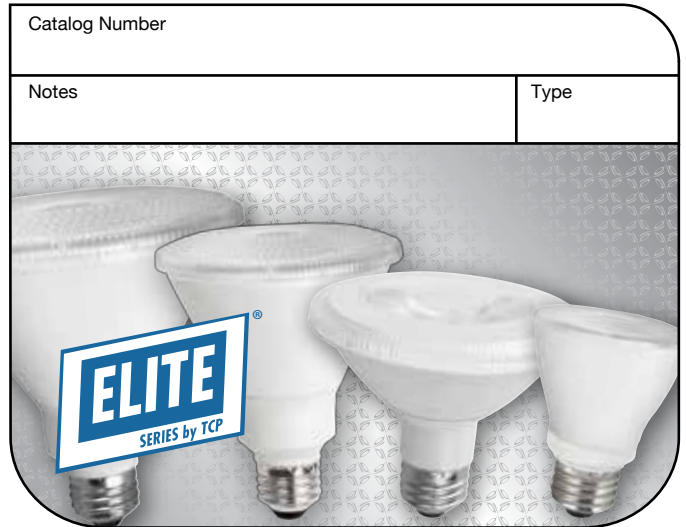 Catalog Number
Notes
Type
ELITE®
SERIES by TCP